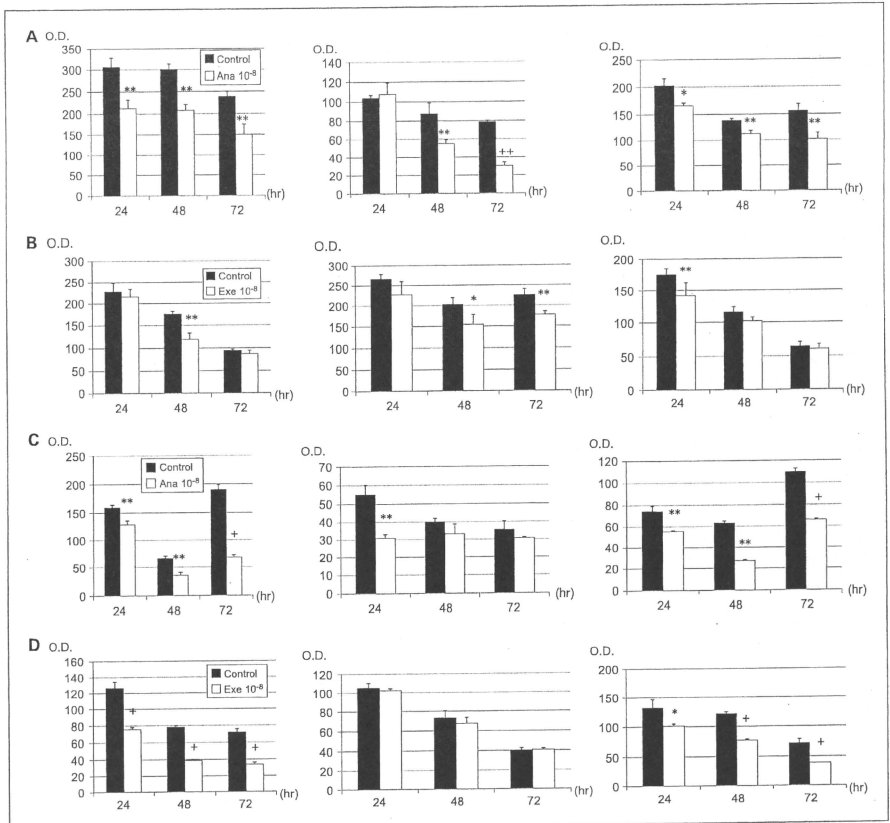 A O.D. O.D. O.D.
350 300 250 200 150 100 50 0
Control
Ana 10⁻⁸
** ** **
24 48 72 (hr)
140 120 100 80 60 40 20 0
** ++
24 48 72 (hr)
250 200 150 100 50 0
* ** **
24 48 72 (hr)
B O.D. O.D. O.D.
300 250 200 150 100 50 0
Control
Exe 10⁻⁸
**
24 48 72 (hr)
300 250 200 150 100 50 0
* **
24 48 72 (hr)
200 150 100 50 0
**
24 48 72 (hr)
C O.D. O.D. O.D.
250 200 150 100 50 0
Control
Ana 10⁻⁸
** ** +
24 48 72 (hr)
70 60 50 40 30 20 10 0
**
24 48 72 (hr)
120 100 80 60 40 20 0
** ** +
24 48 72 (hr)
D O.D. O.D. O.D.
160 140 120 100 80 60 40 20 0
Control
Exe 10⁻⁸
+ + +
24 48 72 (hr)
120 100 80 60 40 20 0
24 48 72 (hr)
200 150 100 50 0
* + +
24 48 72 (hr)